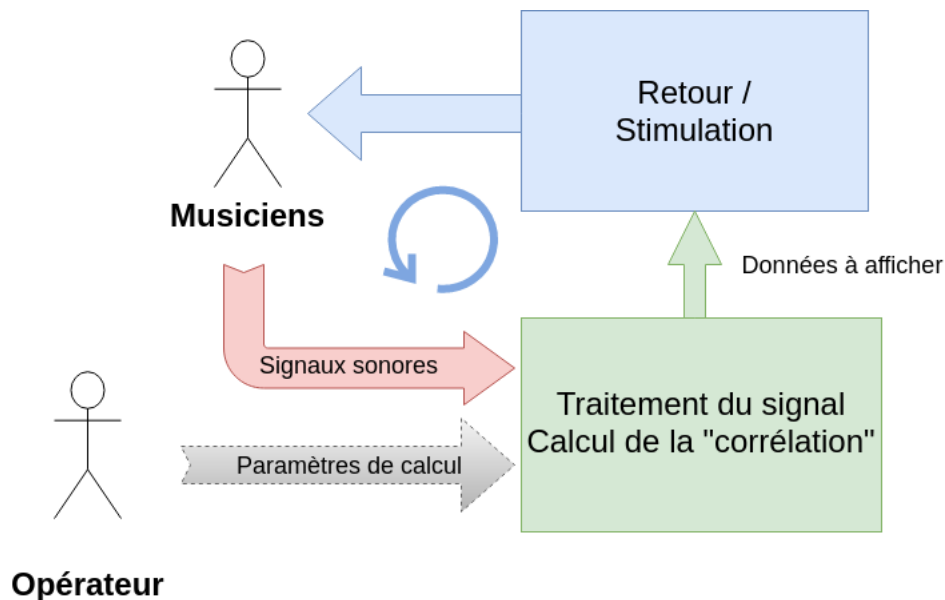 Retour /
Stimulation
Musiciens
Données à afficher
Signaux sonores
Traitement du signal
Calcul de la "corrélation"
Paramètres de calcul
Opérateur